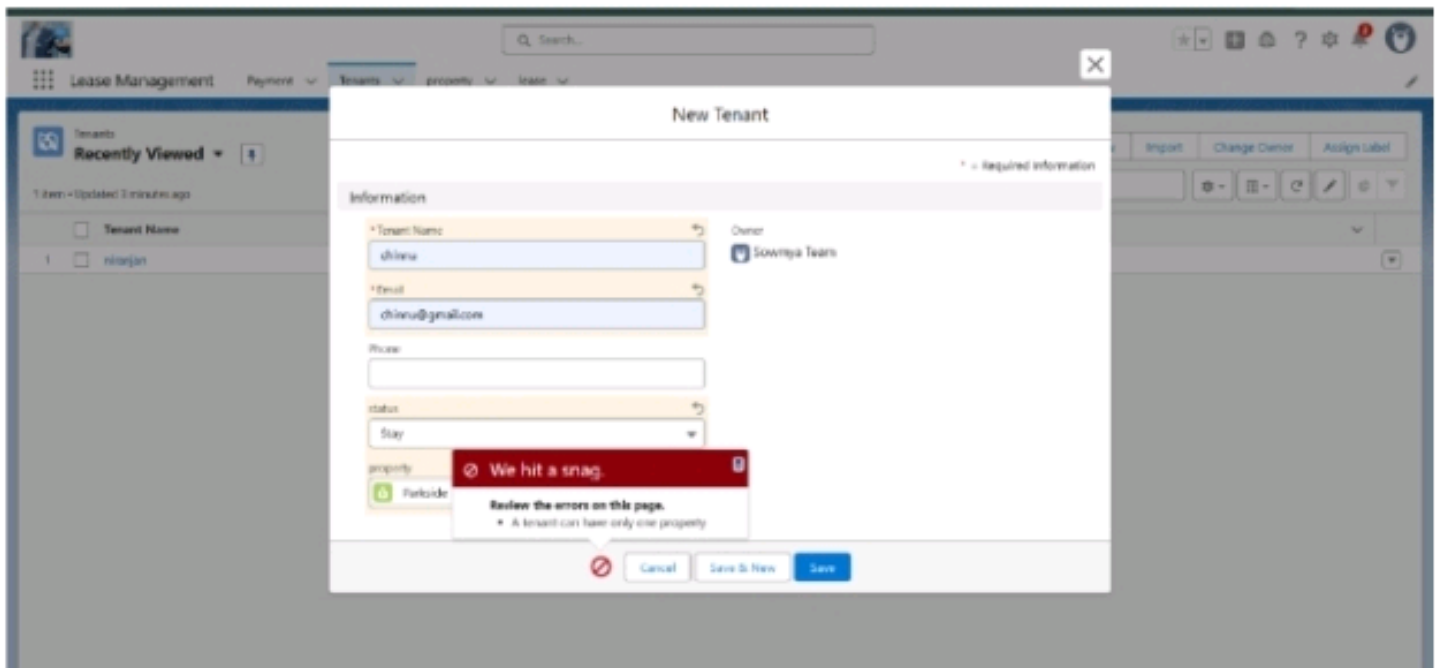 Search...
Lease Management Payment Tenants property lease
Tenants
Recently Viewed
1 item • Updated 3 minutes ago
Import Change Owner Assign Label
Tenant Name
1 niranjan
New Tenant
* = Required Information
Information
*Tenant Name
chinnu
Owner
Sowmya Team
*Email
chinnu@gmail.com
Phone
status
Stay
property
Parkside
We hit a snag.
Review the errors on this page.
• A tenant can have only one property
Cancel Save & New Save